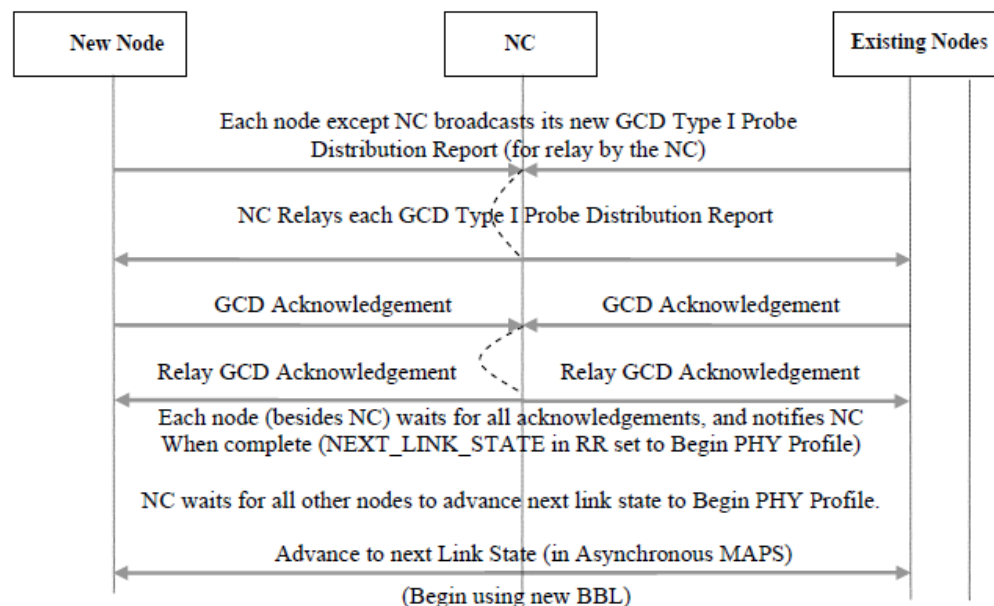 New Node
NC
Existing Nodes
Each node except NC broadcasts its new GCD Type I Probe
Distribution Report (for relay by the NC)
NC Relays each GCD Type I Probe Distribution Report
GCD Acknowledgement
GCD Acknowledgement
Relay GCD Acknowledgement
Relay GCD Acknowledgement
Each node (besides NC) waits for all acknowledgements, and notifies NC
When complete (NEXT_LINK_STATE in RR set to Begin PHY Profile)
NC waits for all other nodes to advance next link state to Begin PHY Profile.
Advance to next Link State (in Asynchronous MAPS)
(Begin using new BBL)